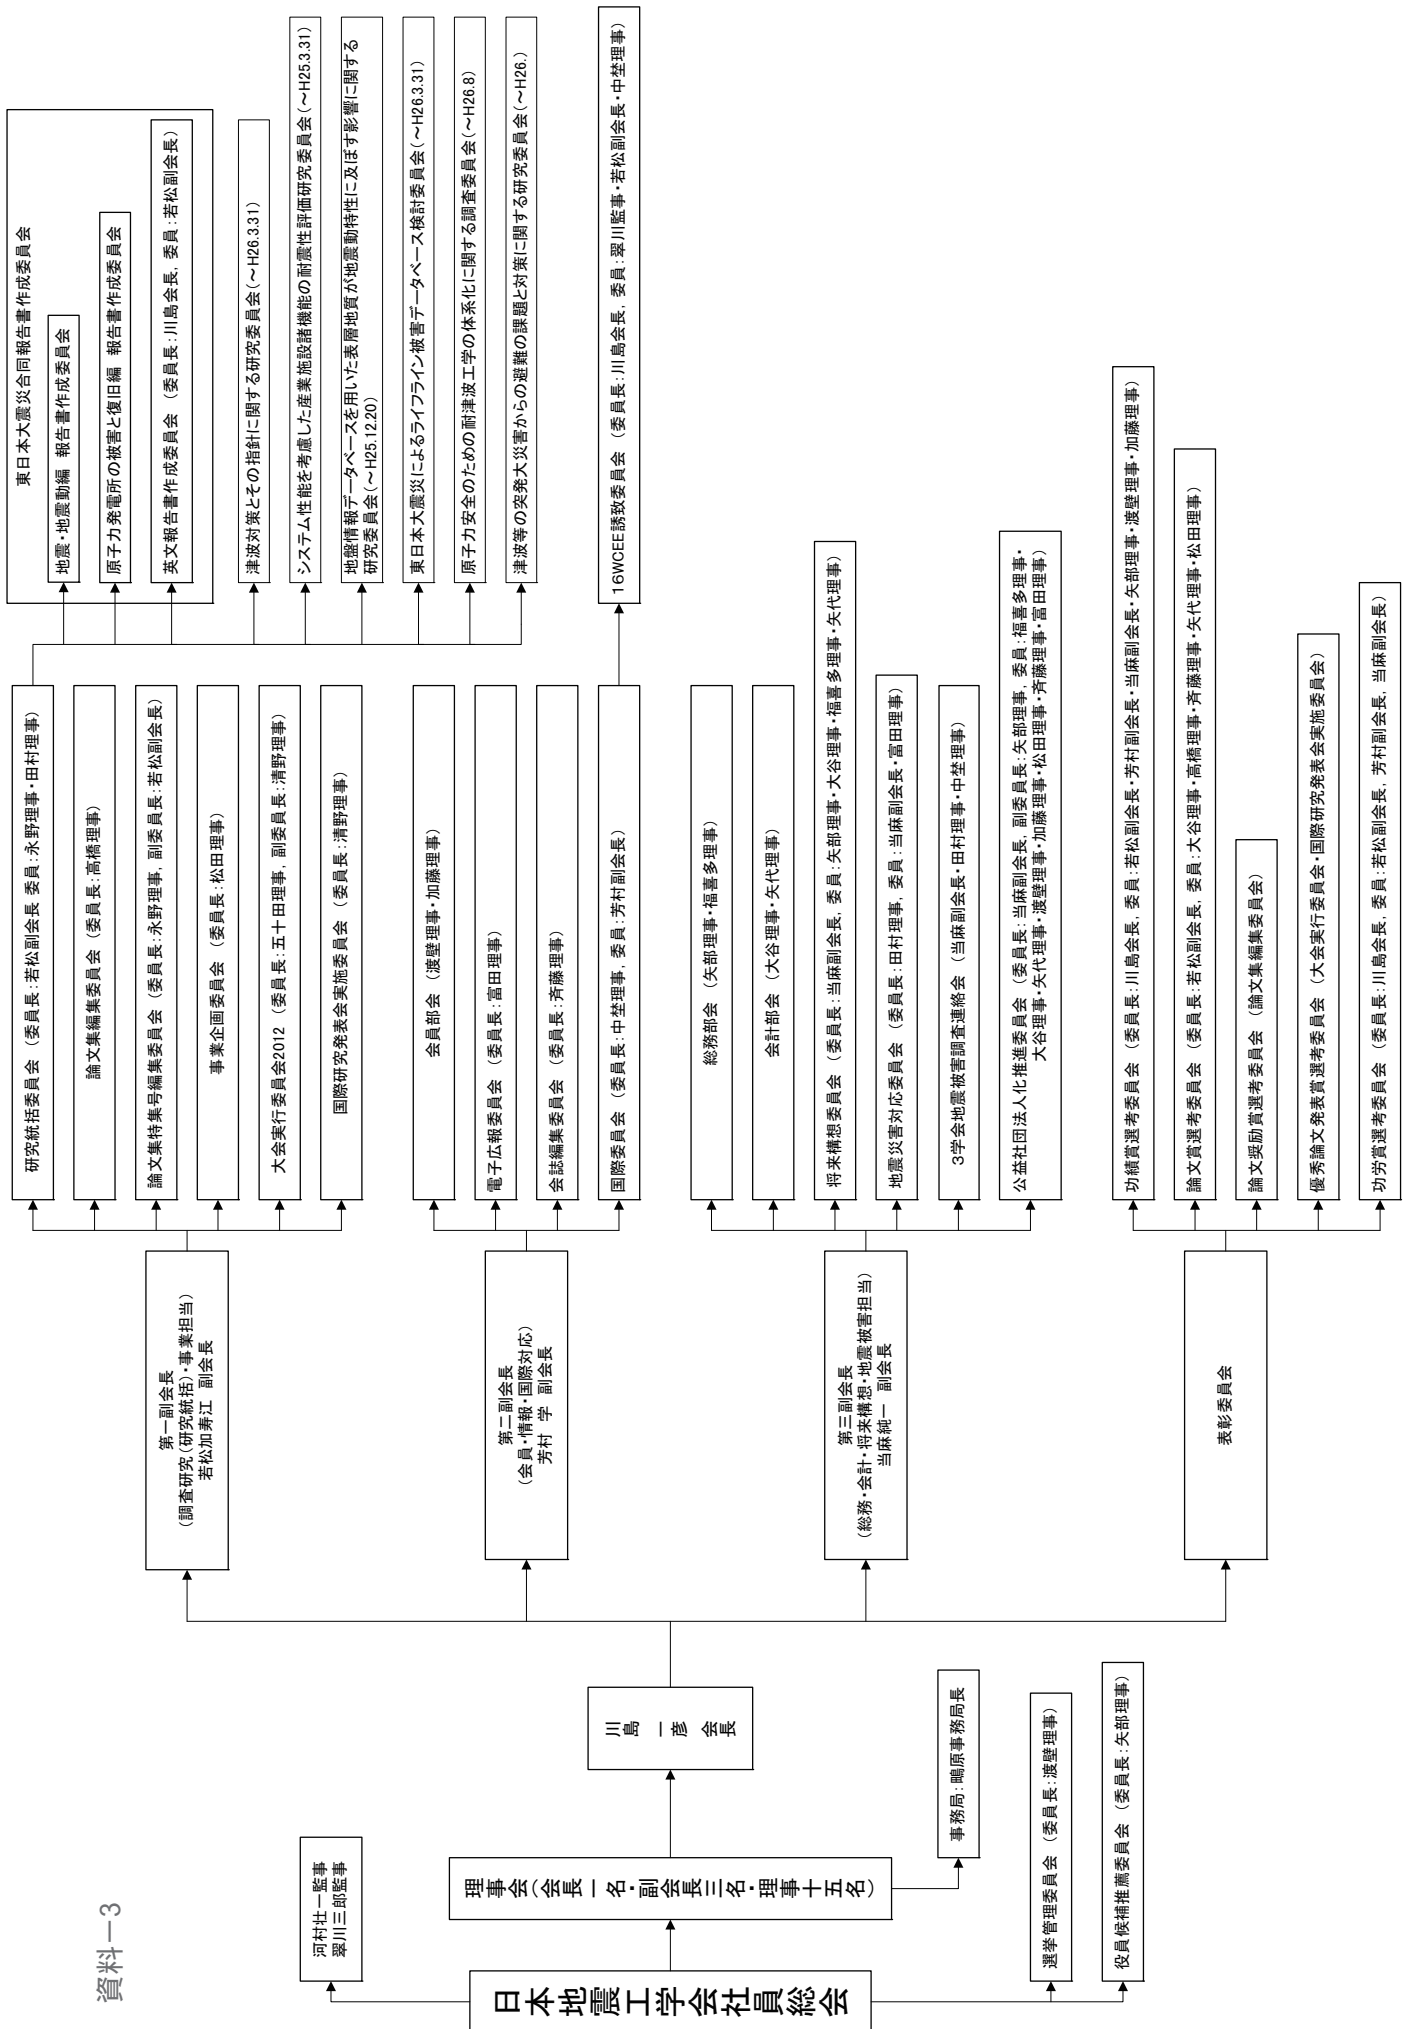 資料－3
日本地震工学会社員総会
河村壮一監事
翠川三郎監事
理事会(会長一名・副会長三名・理事十五名)
事務局:鴫原事務局長
選挙管理委員会 (委員長:渡壁理事)
役員候補推薦委員会 (委員長:矢部理事)
川島 一彦 会長
第一副会長
(調査研究(研究統括)・事業担当)
若松加寿江 副会長
研究統括委員会 (委員長:若松副会長 委員:永野理事・田村理事)
論文集編集委員会 (委員長:高橋理事)
論文集特集号編集委員会 (委員長:永野理事, 副委員長:若松副会長)
事業企画委員会 (委員長:松田理事)
大会実行委員会2012 (委員長:五十田理事, 副委員長:清野理事)
国際研究発表会実施委員会 (委員長:清野理事)
東日本大震災合同報告書作成委員会
地震・地震動編 報告書作成委員会
原子力発電所の被害と復旧編 報告書作成委員会
英文報告書作成委員会 (委員長:川島会長, 委員:若松副会長)
津波対策とその指針に関する研究委員会(～H26.3.31)
システム性能を考慮した産業施設諸機能の耐震性評価研究委員会(～H25.3.31)
地盤情報データベースを用いた表層地質が地震動特性に及ぼす影響に関する
研究委員会(～H25.12.20)
東日本大震災によるライフライン被害データベース検討委員会(～H26.3.31)
原子力安全のための耐津波工学の体系化に関する調査委員会(～H26.8)
津波等の突発大災害からの避難の課題と対策に関する研究委員会(～H26.)
第二副会長
(会員・情報・国際対応)
芳村 学 副会長
会員部会 (渡壁理事・加藤理事)
電子広報委員会 (委員長:富田理事)
会誌編集委員会 (委員長:斉藤理事)
国際委員会 (委員長:中埜理事, 委員:芳村副会長)
16WCEE誘致委員会 (委員長:川島会長, 委員:翠川監事・若松副会長・中埜理事)
第三副会長
(総務・会計・将来構想・地震被害担当)
当麻純一 副会長
総務部会 (矢部理事・福喜多理事)
会計部会 (大谷理事・矢代理事)
将来構想委員会 (委員長:当麻副会長, 委員:矢部理事・大谷理事・福喜多理事・矢代理事)
地震災害対応委員会 (委員長:田村理事, 委員:当麻副会長・富田理事)
3学会地震被害調査連絡会 (当麻副会長・田村理事・中埜理事)
公益社団法人化推進委員会 (委員長:当麻副会長, 副委員長:矢部理事, 委員:福喜多理事・
大谷理事・矢代理事・渡壁理事・加藤理事・松田理事・斉藤理事・富田理事)
表彰委員会
功績賞選考委員会 (委員長:川島会長, 委員:若松副会長・芳村副会長・当麻副会長・矢部理事・渡壁理事・加藤理事)
論文賞選考委員会 (委員長:若松副会長, 委員:大谷理事・高橋理事・斉藤理事・矢代理事・松田理事)
論文奨励賞選考委員会 (論文集編集委員会)
優秀論文発表賞選考委員会 (大会実行委員会・国際研究発表会実施委員会)
功労賞選考委員会 (委員長:川島会長, 委員:若松副会長, 芳村副会長, 当麻副会長)